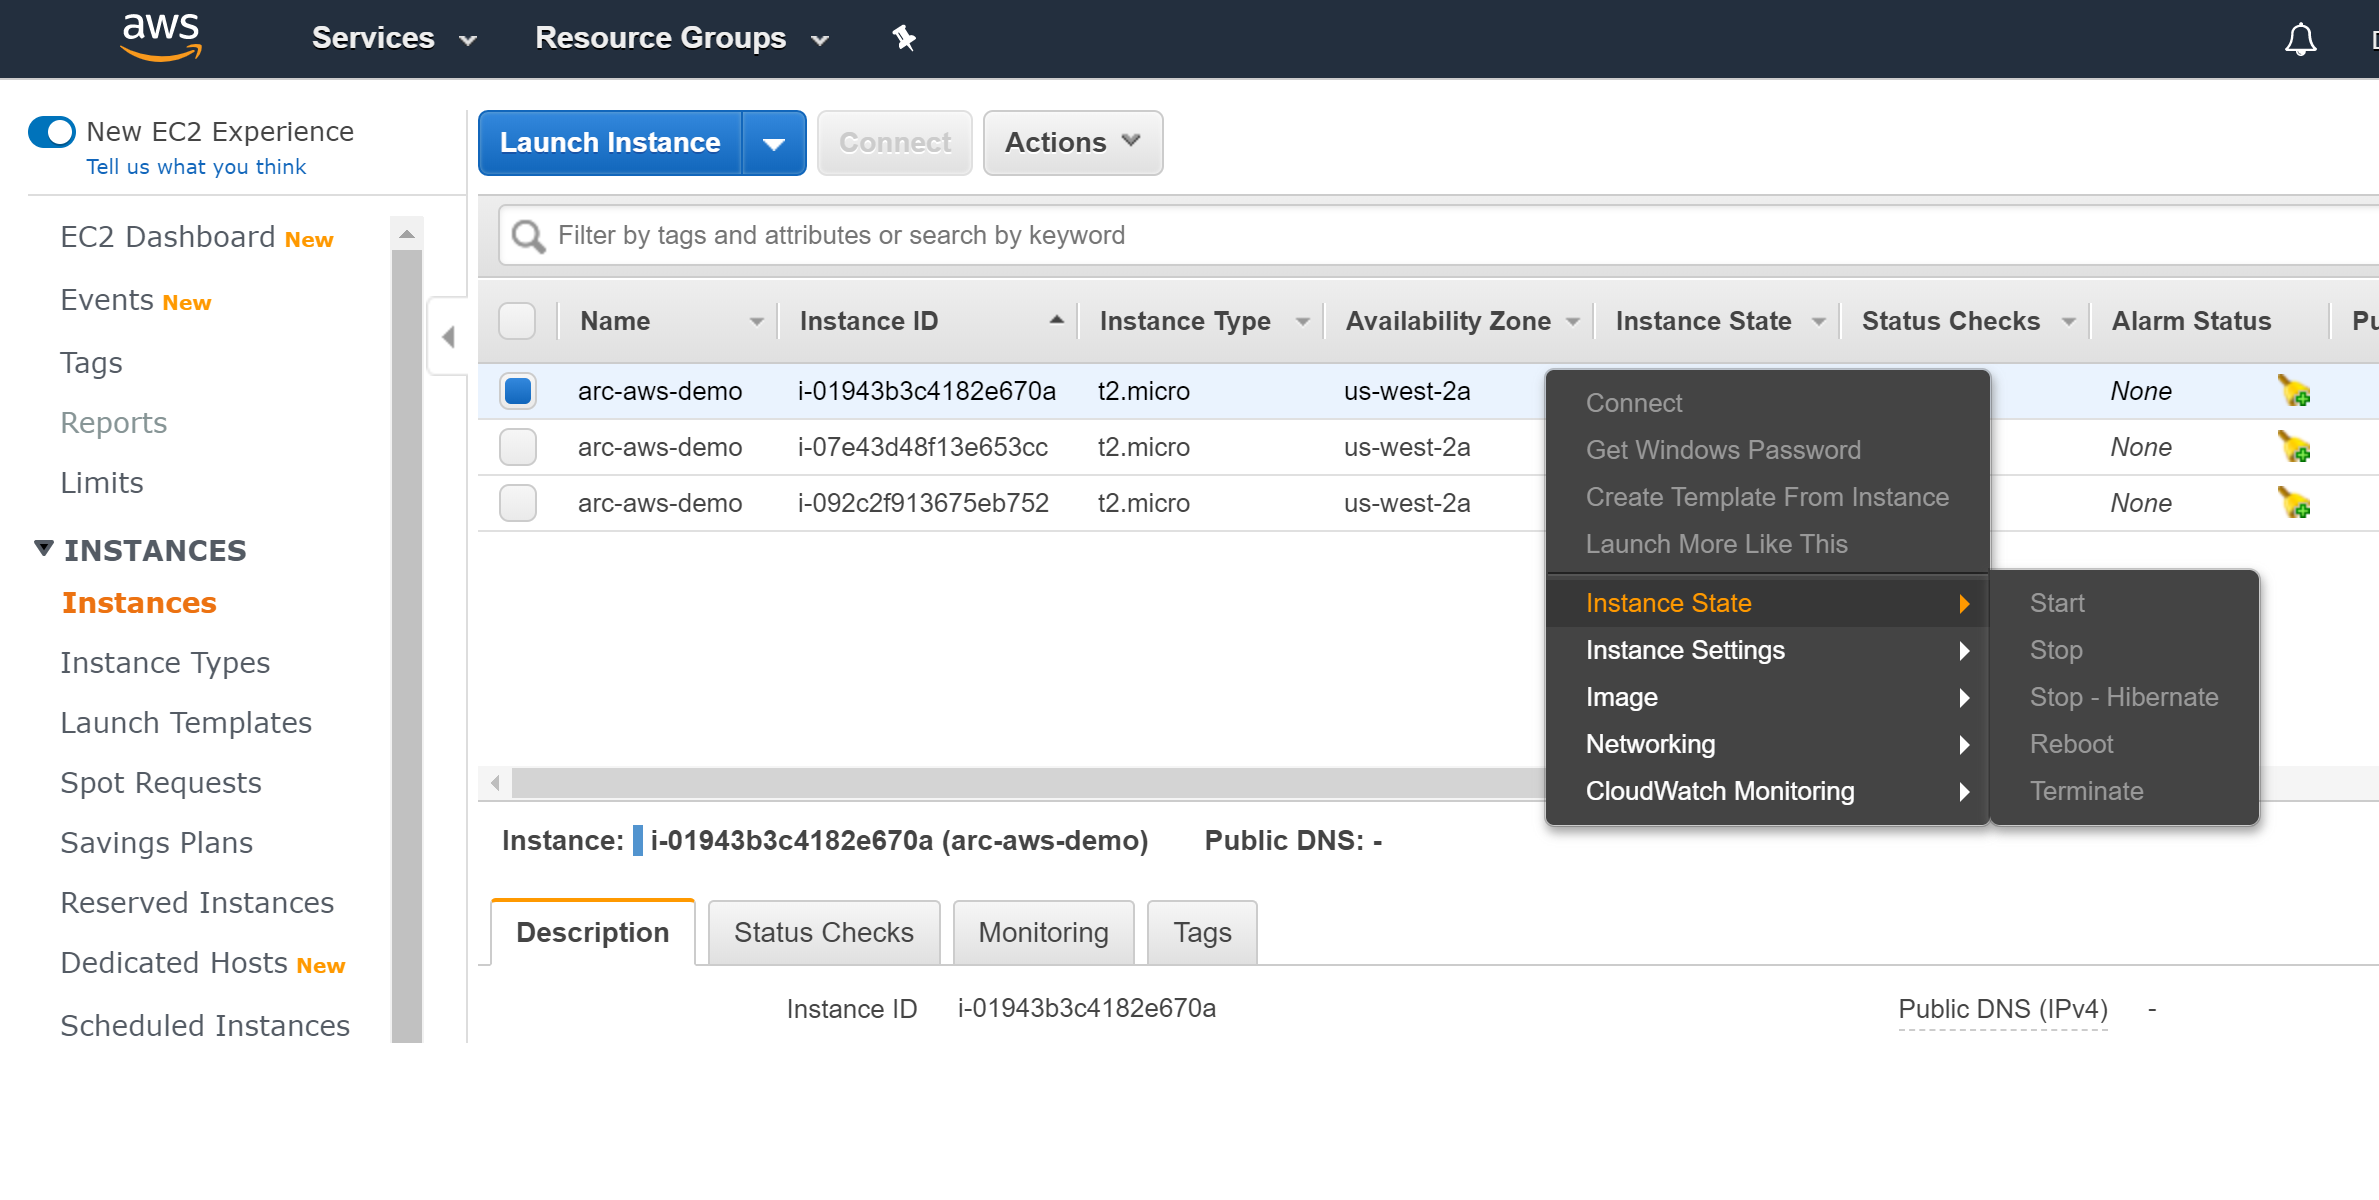 aws Services Resource Groups
New EC2 Experience
Tell us what you think
EC2 Dashboard New
Events New
Tags
Reports
Limits
INSTANCES
Instances
Instance Types
Launch Templates
Spot Requests
Savings Plans
Reserved Instances
Dedicated Hosts New
Scheduled Instances
Launch Instance Connect Actions
Filter by tags and attributes or search by keyword
Name Instance ID Instance Type Availability Zone Instance State Status Checks Alarm Status Pu
arc-aws-demo i-01943b3c4182e670a t2.micro us-west-2a None
arc-aws-demo i-07e43d48f13e653cc t2.micro us-west-2a None
arc-aws-demo i-092c2f913675eb752 t2.micro us-west-2a None
Connect
Get Windows Password
Create Template From Instance
Launch More Like This
Instance State
Instance Settings
Image
Networking
CloudWatch Monitoring
Start
Stop
Stop - Hibernate
Reboot
Terminate
Instance: i-01943b3c4182e670a (arc-aws-demo) Public DNS: -
Description Status Checks Monitoring Tags
Instance ID i-01943b3c4182e670a Public DNS (IPv4) -